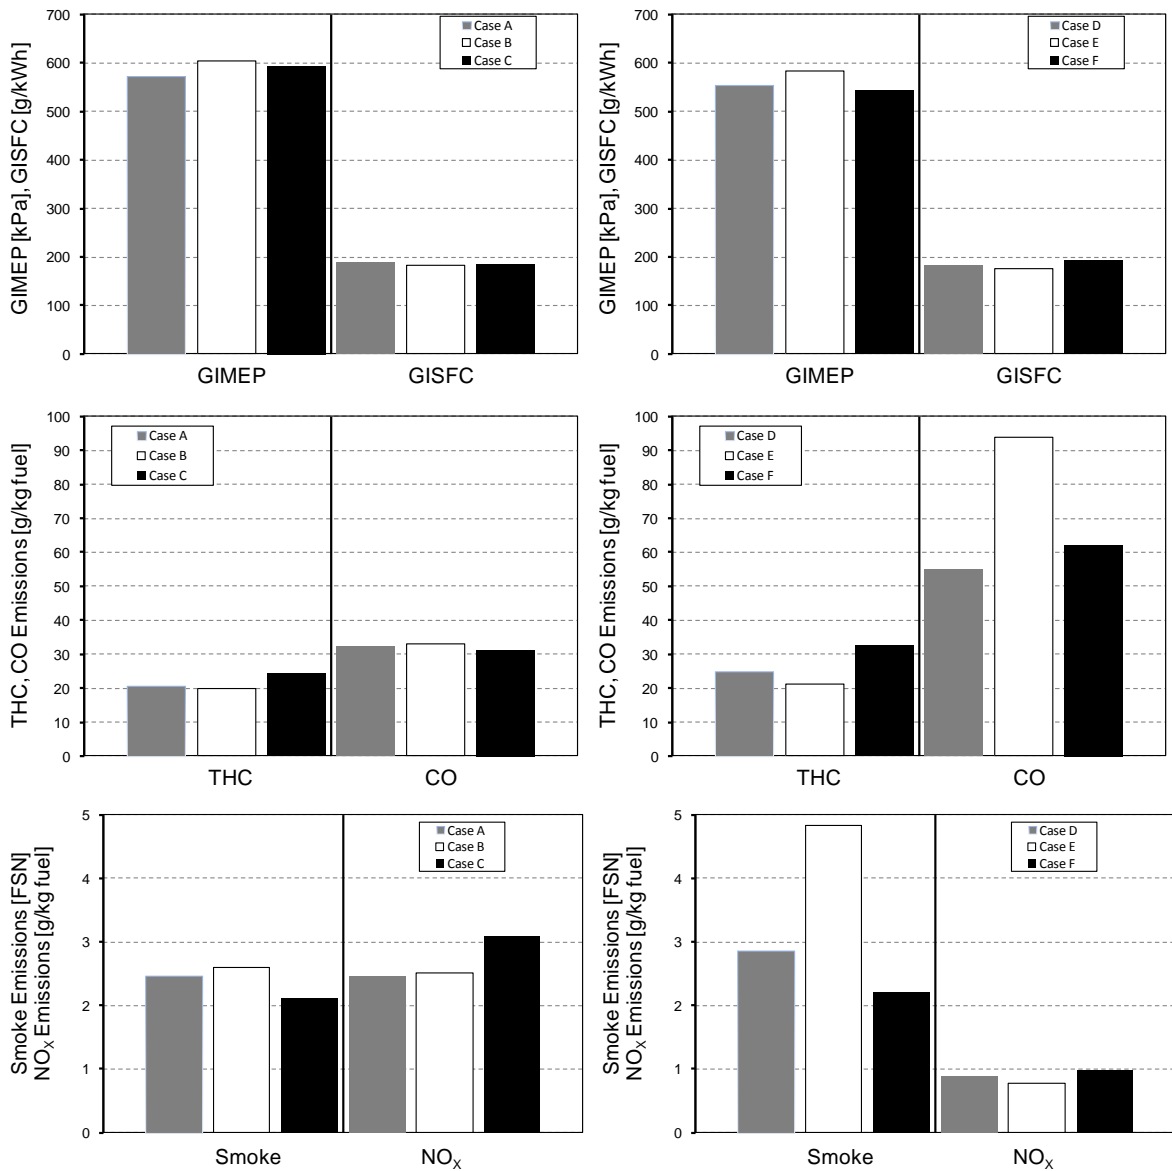 GIMEP [kPa], GISFC [g/kWh]
700
600
500
400
300
200
100
0
Case A
Case B
Case C
GIMEP
GISFC
GIMEP [kPa], GISFC [g/kWh]
700
600
500
400
300
200
100
0
Case D
Case E
Case F
GIMEP
GISFC
THC, CO Emissions [g/kg fuel]
100
90
80
70
60
50
40
30
20
10
0
Case A
Case B
Case C
THC
CO
THC, CO Emissions [g/kg fuel]
100
90
80
70
60
50
40
30
20
10
0
Case D
Case E
Case F
THC
CO
Smoke Emissions [FSN]
NOX Emissions [g/kg fuel]
5
4
3
2
1
0
Case A
Case B
Case C
Smoke
NOX
Smoke Emissions [FSN]
NOX Emissions [g/kg fuel]
5
4
3
2
1
0
Case D
Case E
Case F
Smoke
NOX